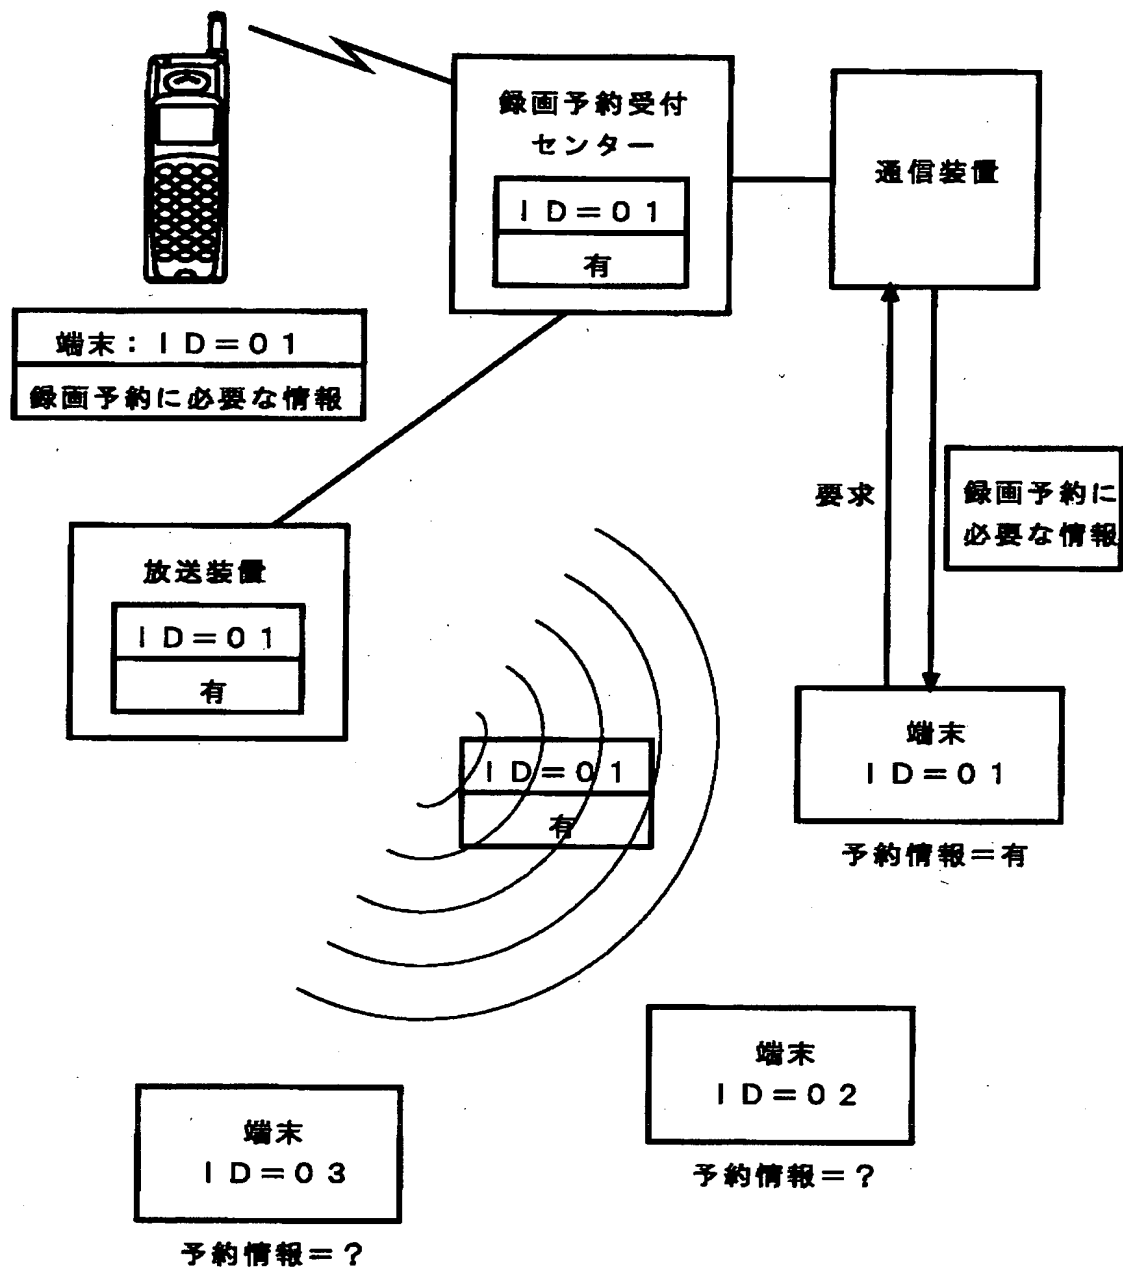 録画予約受付
センター
ID=01
有
通信装置
端末:ID=01
録画予約に必要な情報
要求
録画予約に
必要な情報
放送装置
ID=01
有
ID=01
有
端末
ID=01
予約情報=有
端末
ID=02
予約情報=?
端末
ID=03
予約情報=?